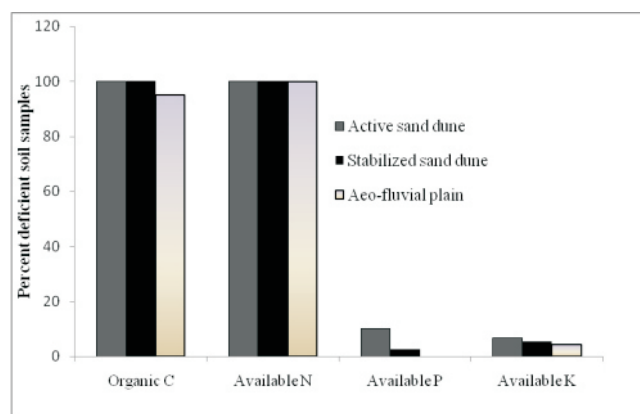 120
100
80
60
40
20
0
Percent deficient soil samples
Active sand dune
Stabilized sand dune
Aeo-fluvial plain
Organic C
Available N
Available P
Available K